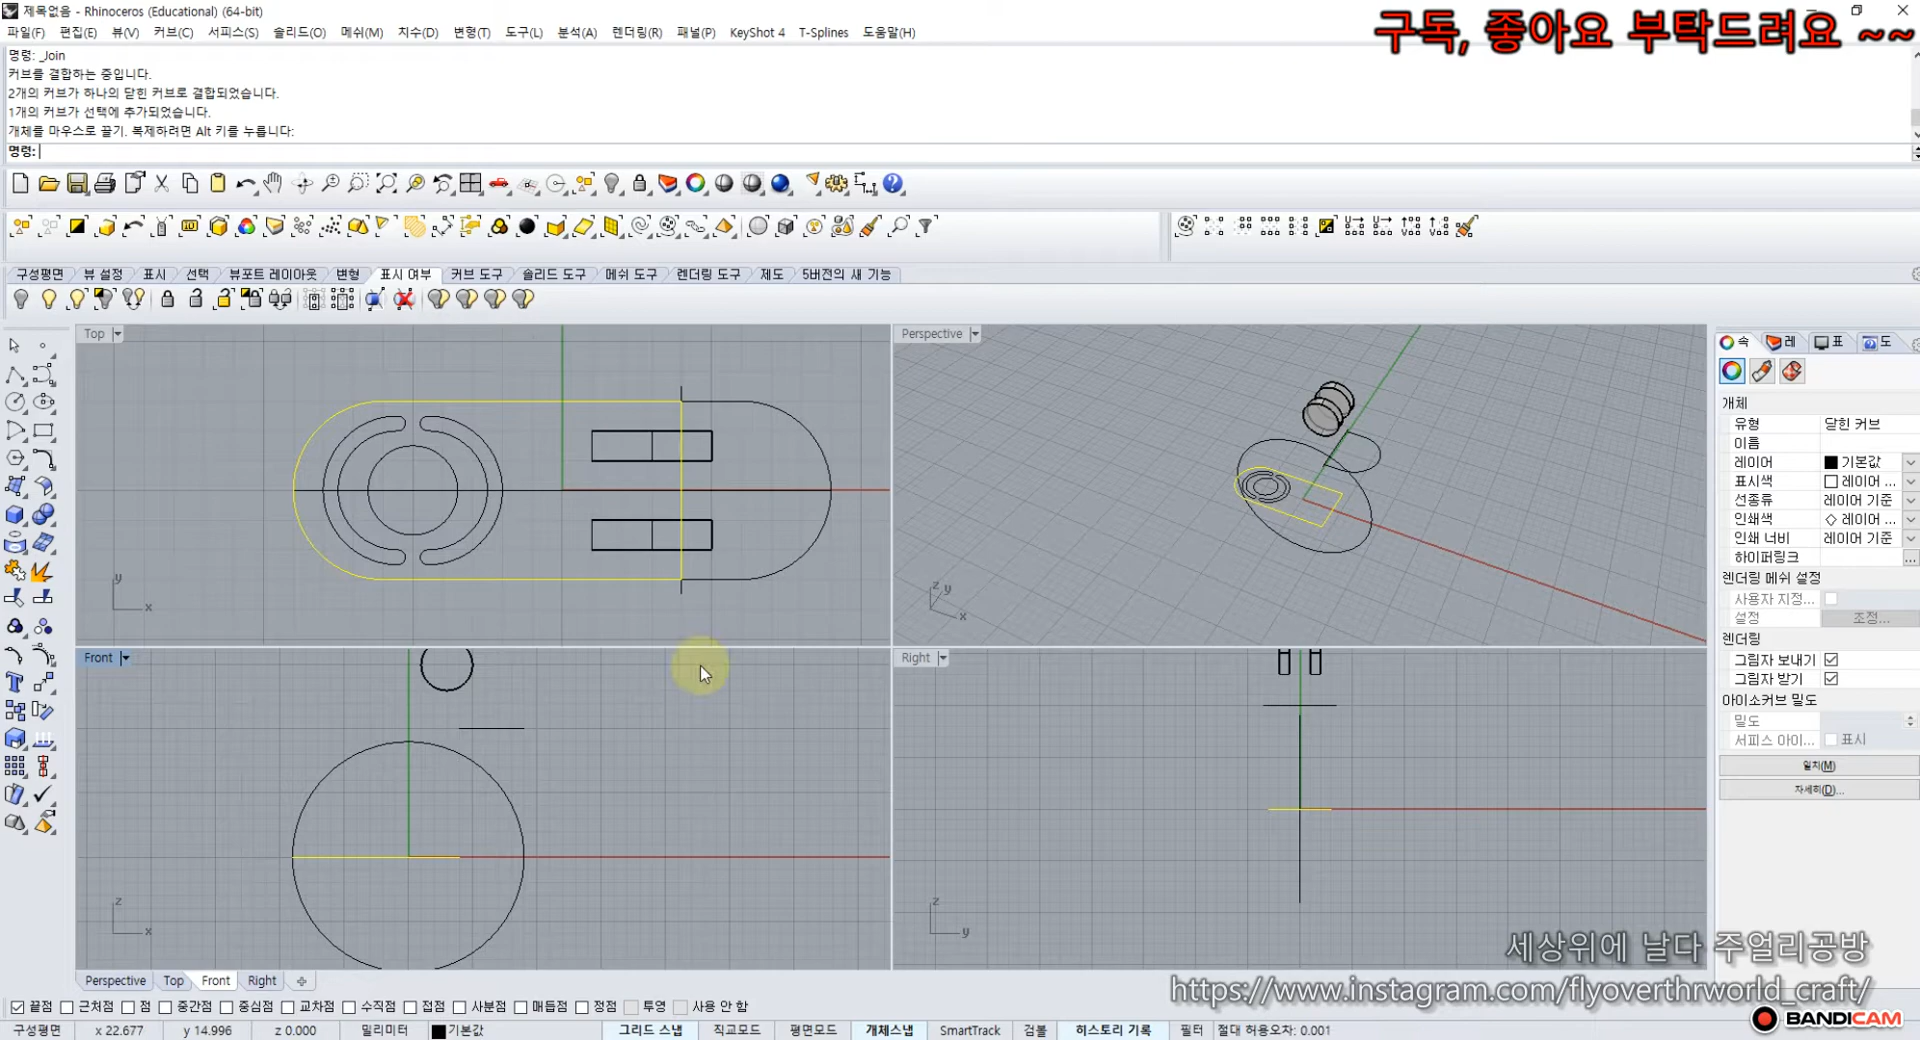 제목없음 - Rhinoceros (Educational) (64-bit)
구독, 좋아요 부탁드려요 ~~
파일(F) 편집(E) 뷰(V) 커브(C) 서피스(S) 솔리드(O) 메쉬(M) 치수(D) 변형(T) 도구(L) 분석(A) 렌더링(R) 패널(P) KeyShot 4 T-Splines 도움말(H)
명령: _Join
커브를 결합하는 중입니다.
2개의 커브가 하나의 닫힌 커브로 결합되었습니다.
1개의 커브가 선택에 추가되었습니다.
개체를 마우스로 끌기. 복제하려면 Alt 키를 누릅니다:
명령:
구성평면 뷰 설정 표시 선택 뷰포트 레이아웃 변형 표시 여부 커브 도구 솔리드 도구 메쉬 도구 렌더링 도구 제도 5버전의 새 기능
Top
Perspective
속 레 표 도
개체
유형 닫힌 커브
이름
레이어 기본값
표시색 레이어 ...
선종류 레이어 기준
인쇄색 레이어 ...
인쇄 너비 레이어 기준
하이퍼링크 ...
렌더링 메쉬 설정
사용자 지정...
설정 조정...
렌더링
그림자 보내기
그림자 받기
아이소커브 밀도
밀도
서피스 아이... 표시
일치(M)
자세히(D)...
y x
z y x
Front
Right
z x
z y
세상위에 날다 주얼리공방
https://www.instagram.com/flyoverthrworld_craft/
BANDICAM
Perspective Top Front Right
끝점 근처점 점 중간점 중심점 교차점 수직점 접점 사분점 매듭점 정점 투영 사용 안 함
구성평면 x 22.677 y 14.996 z 0.000 밀리미터 기본값 그리드 스냅 직교모드 평면모드 개체스냅 SmartTrack 검볼 히스토리 기록 필터 절대 허용오차: 0.001